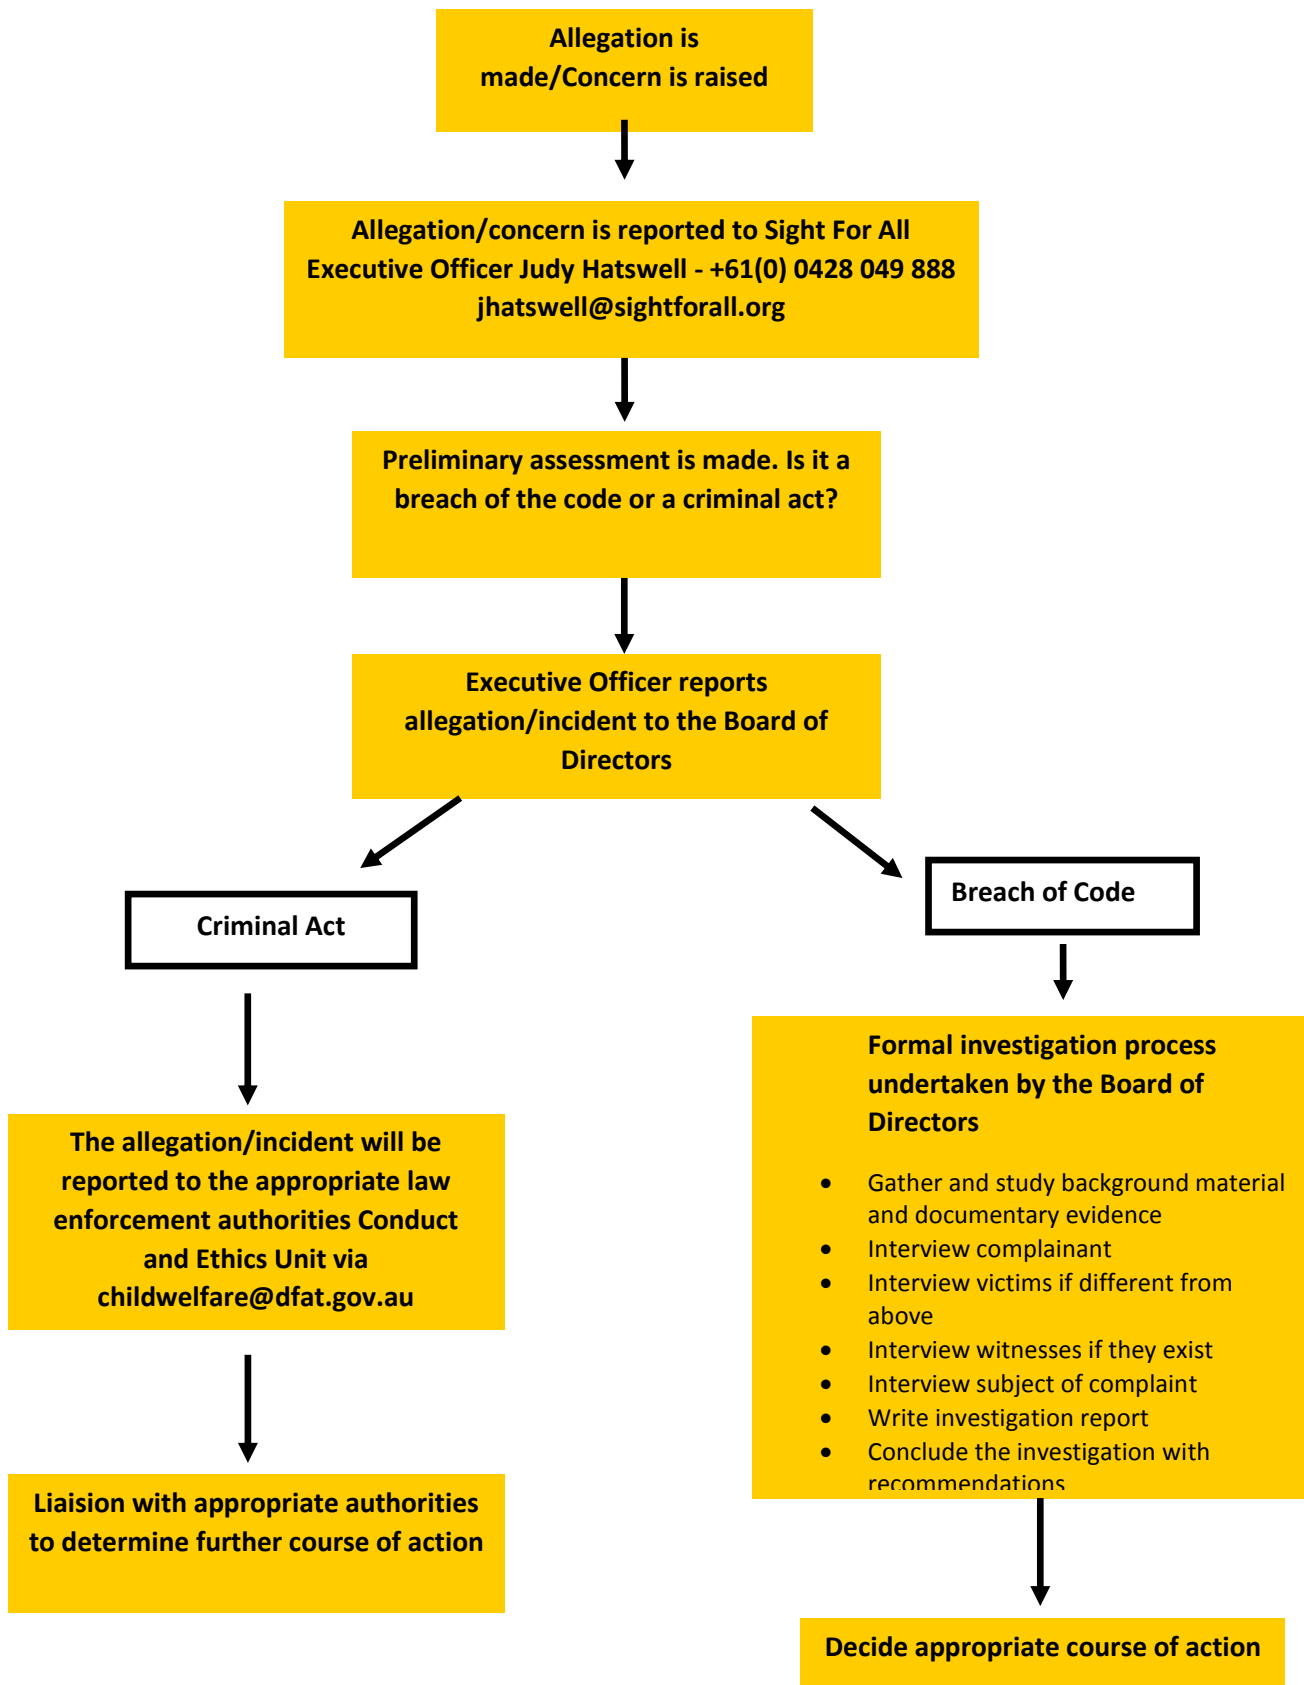 Allegation is
made/Concern is raised
Allegation/concern is reported to Sight For All
Executive Officer Judy Hatswell - +61(0) 0428 049 888
jhatswell@sightforall.org
Preliminary assessment is made. Is it a
breach of the code or a criminal act?
Executive Officer reports
allegation/incident to the Board of
Directors
Criminal Act
The allegation/incident will be
reported to the appropriate law
enforcement authorities Conduct
and Ethics Unit via
childwelfare@dfat.gov.au
Liaision with appropriate authorities
to determine further course of action
Breach of Code
Formal investigation process
undertaken by the Board of
Directors
• Gather and study background material
and documentary evidence
• Interview complainant
• Interview victims if different from
above
• Interview witnesses if they exist
• Interview subject of complaint
• Write investigation report
• Conclude the investigation with
recommendations
Decide appropriate course of action